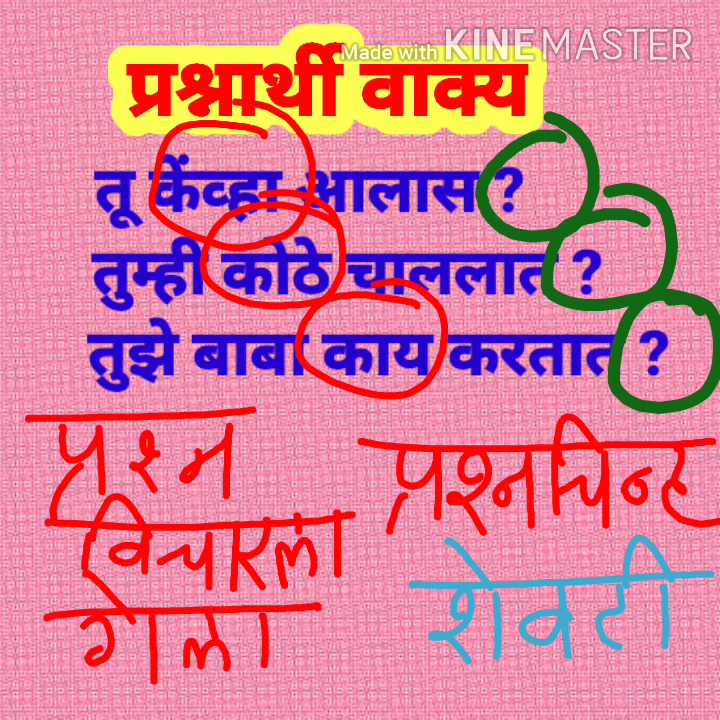 Made with KINEMASTER
प्रश्नार्थी वाक्य
तू केंव्हा आलास ?
तुम्ही कोठे चाललात ?
तुझे बाबा काय करतात ?
प्रश्न
विचारला
गेला
प्रश्नचिन्ह
शेवटी